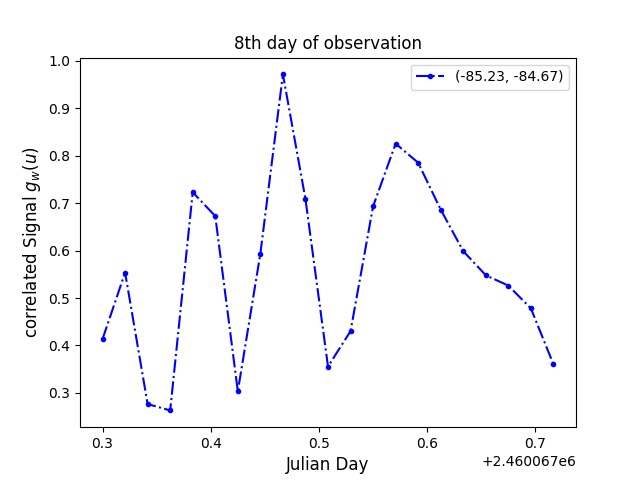 8th day of observation
(-85.23, -84.67)
correlated Signal g_w(u)
1.0
0.9
0.8
0.7
0.6
0.5
0.4
0.3
0.3 0.4 0.5 0.6 0.7
Julian Day
+2.460067e6